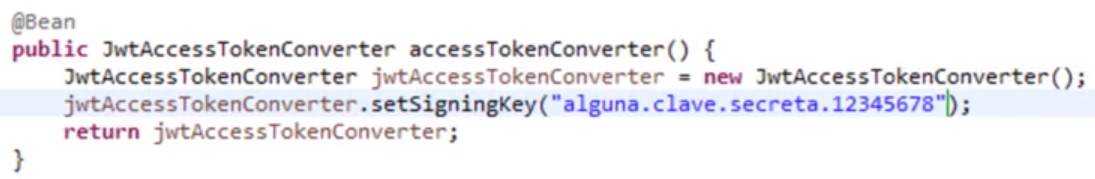 @Bean
public JwtAccessTokenConverter accessTokenConverter() {
    JwtAccessTokenConverter jwtAccessTokenConverter = new JwtAccessTokenConverter();
    jwtAccessTokenConverter.setSigningKey("alguna.clave.secreta.12345678");
    return jwtAccessTokenConverter;
}